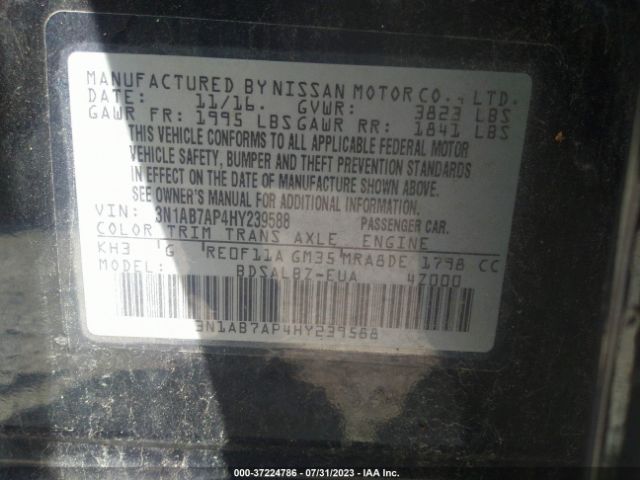 MANUFACTURED BY NISSAN MOTOR CO., LTD.
DATE: 11/16. GVWR: 3823 LBS
GAWR FR: 1995 LBS GAWR RR: 1841 LBS
THIS VEHICLE CONFORMS TO ALL APPLICABLE FEDERAL MOTOR
VEHICLE SAFETY, BUMPER AND THEFT PREVENTION STANDARDS
IN EFFECT ON THE DATE OF MANUFACTURE SHOWN ABOVE.
SEE OWNER'S MANUAL FOR ADDITIONAL INFORMATION.
VIN: 3N1AB7AP4HY239588 PASSENGER CAR.
COLOR TRIM TRANS AXLE ENGINE
KH3 G RE0F11A GM35 MRA8DE 1798 CC
MODEL: BDSALBZ-EUA 4Z000
3N1AB7AP4HY239588
000-37224786 - 07/31/2023 - IAA Inc.